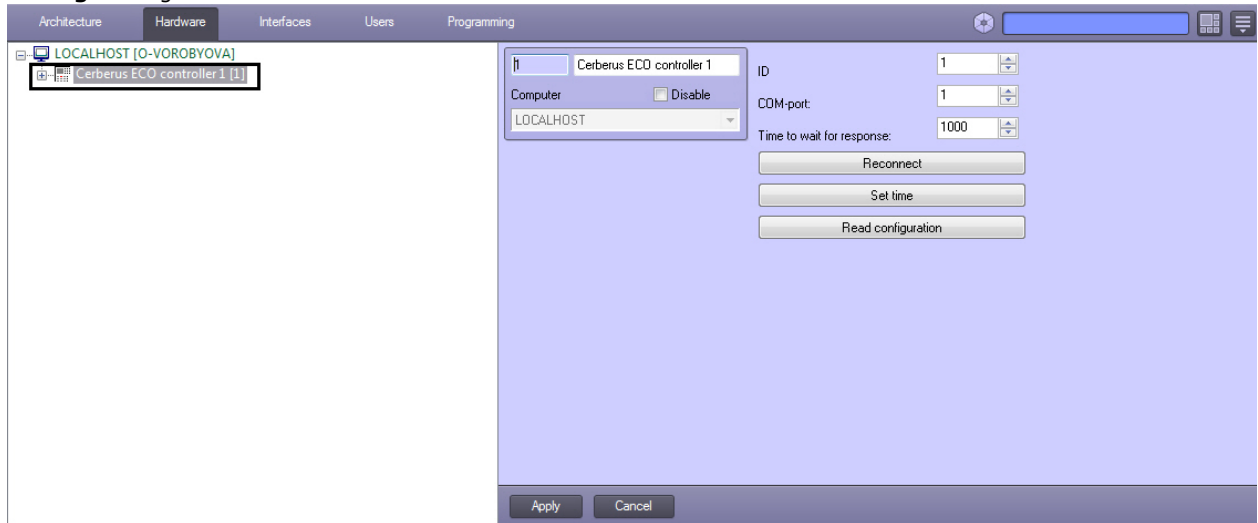 Architecture Hardware Interfaces Users Programming
LOCALHOST [O-VOROBYOVA]
Cerberus ECO controller 1 [1]
1 Cerberus ECO controller 1
Computer Disable
LOCALHOST
ID 1
COM-port: 1
Time to wait for response: 1000
Reconnect
Set time
Read configuration
Apply Cancel